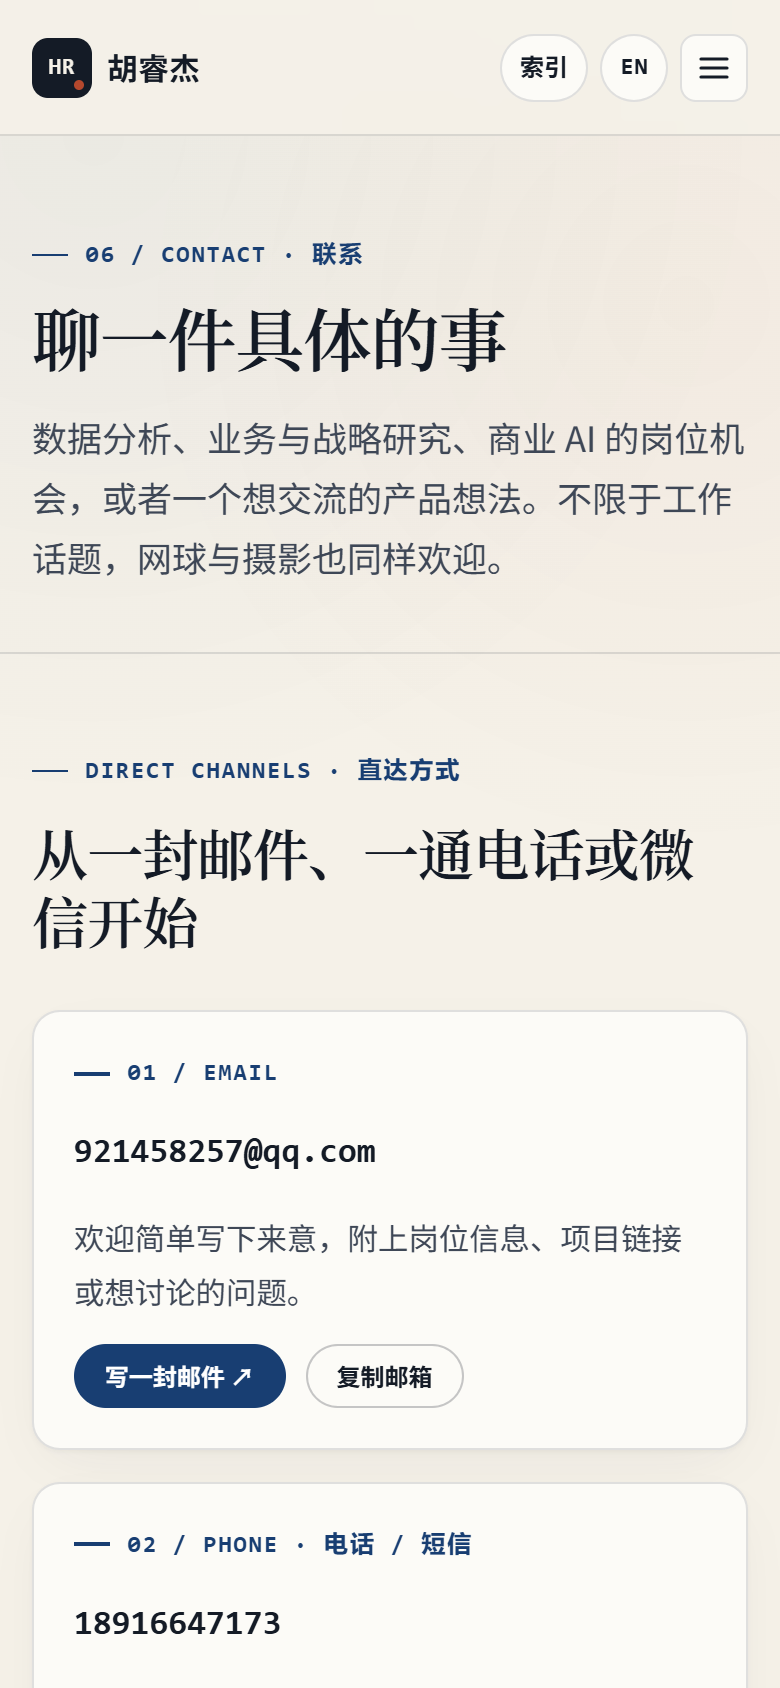 HR 胡睿杰 索引 EN
06 / CONTACT · 联系
聊一件具体的事
数据分析、业务与战略研究、商业 AI 的岗位机
会，或者一个想交流的产品想法。不限于工作
话题，网球与摄影也同样欢迎。
DIRECT CHANNELS · 直达方式
从一封邮件、一通电话或微
信开始
01 / EMAIL
921458257@qq.com
欢迎简单写下来意，附上岗位信息、项目链接
或想讨论的问题。
写一封邮件 ↗ 复制邮箱
02 / PHONE · 电话 / 短信
18916647173